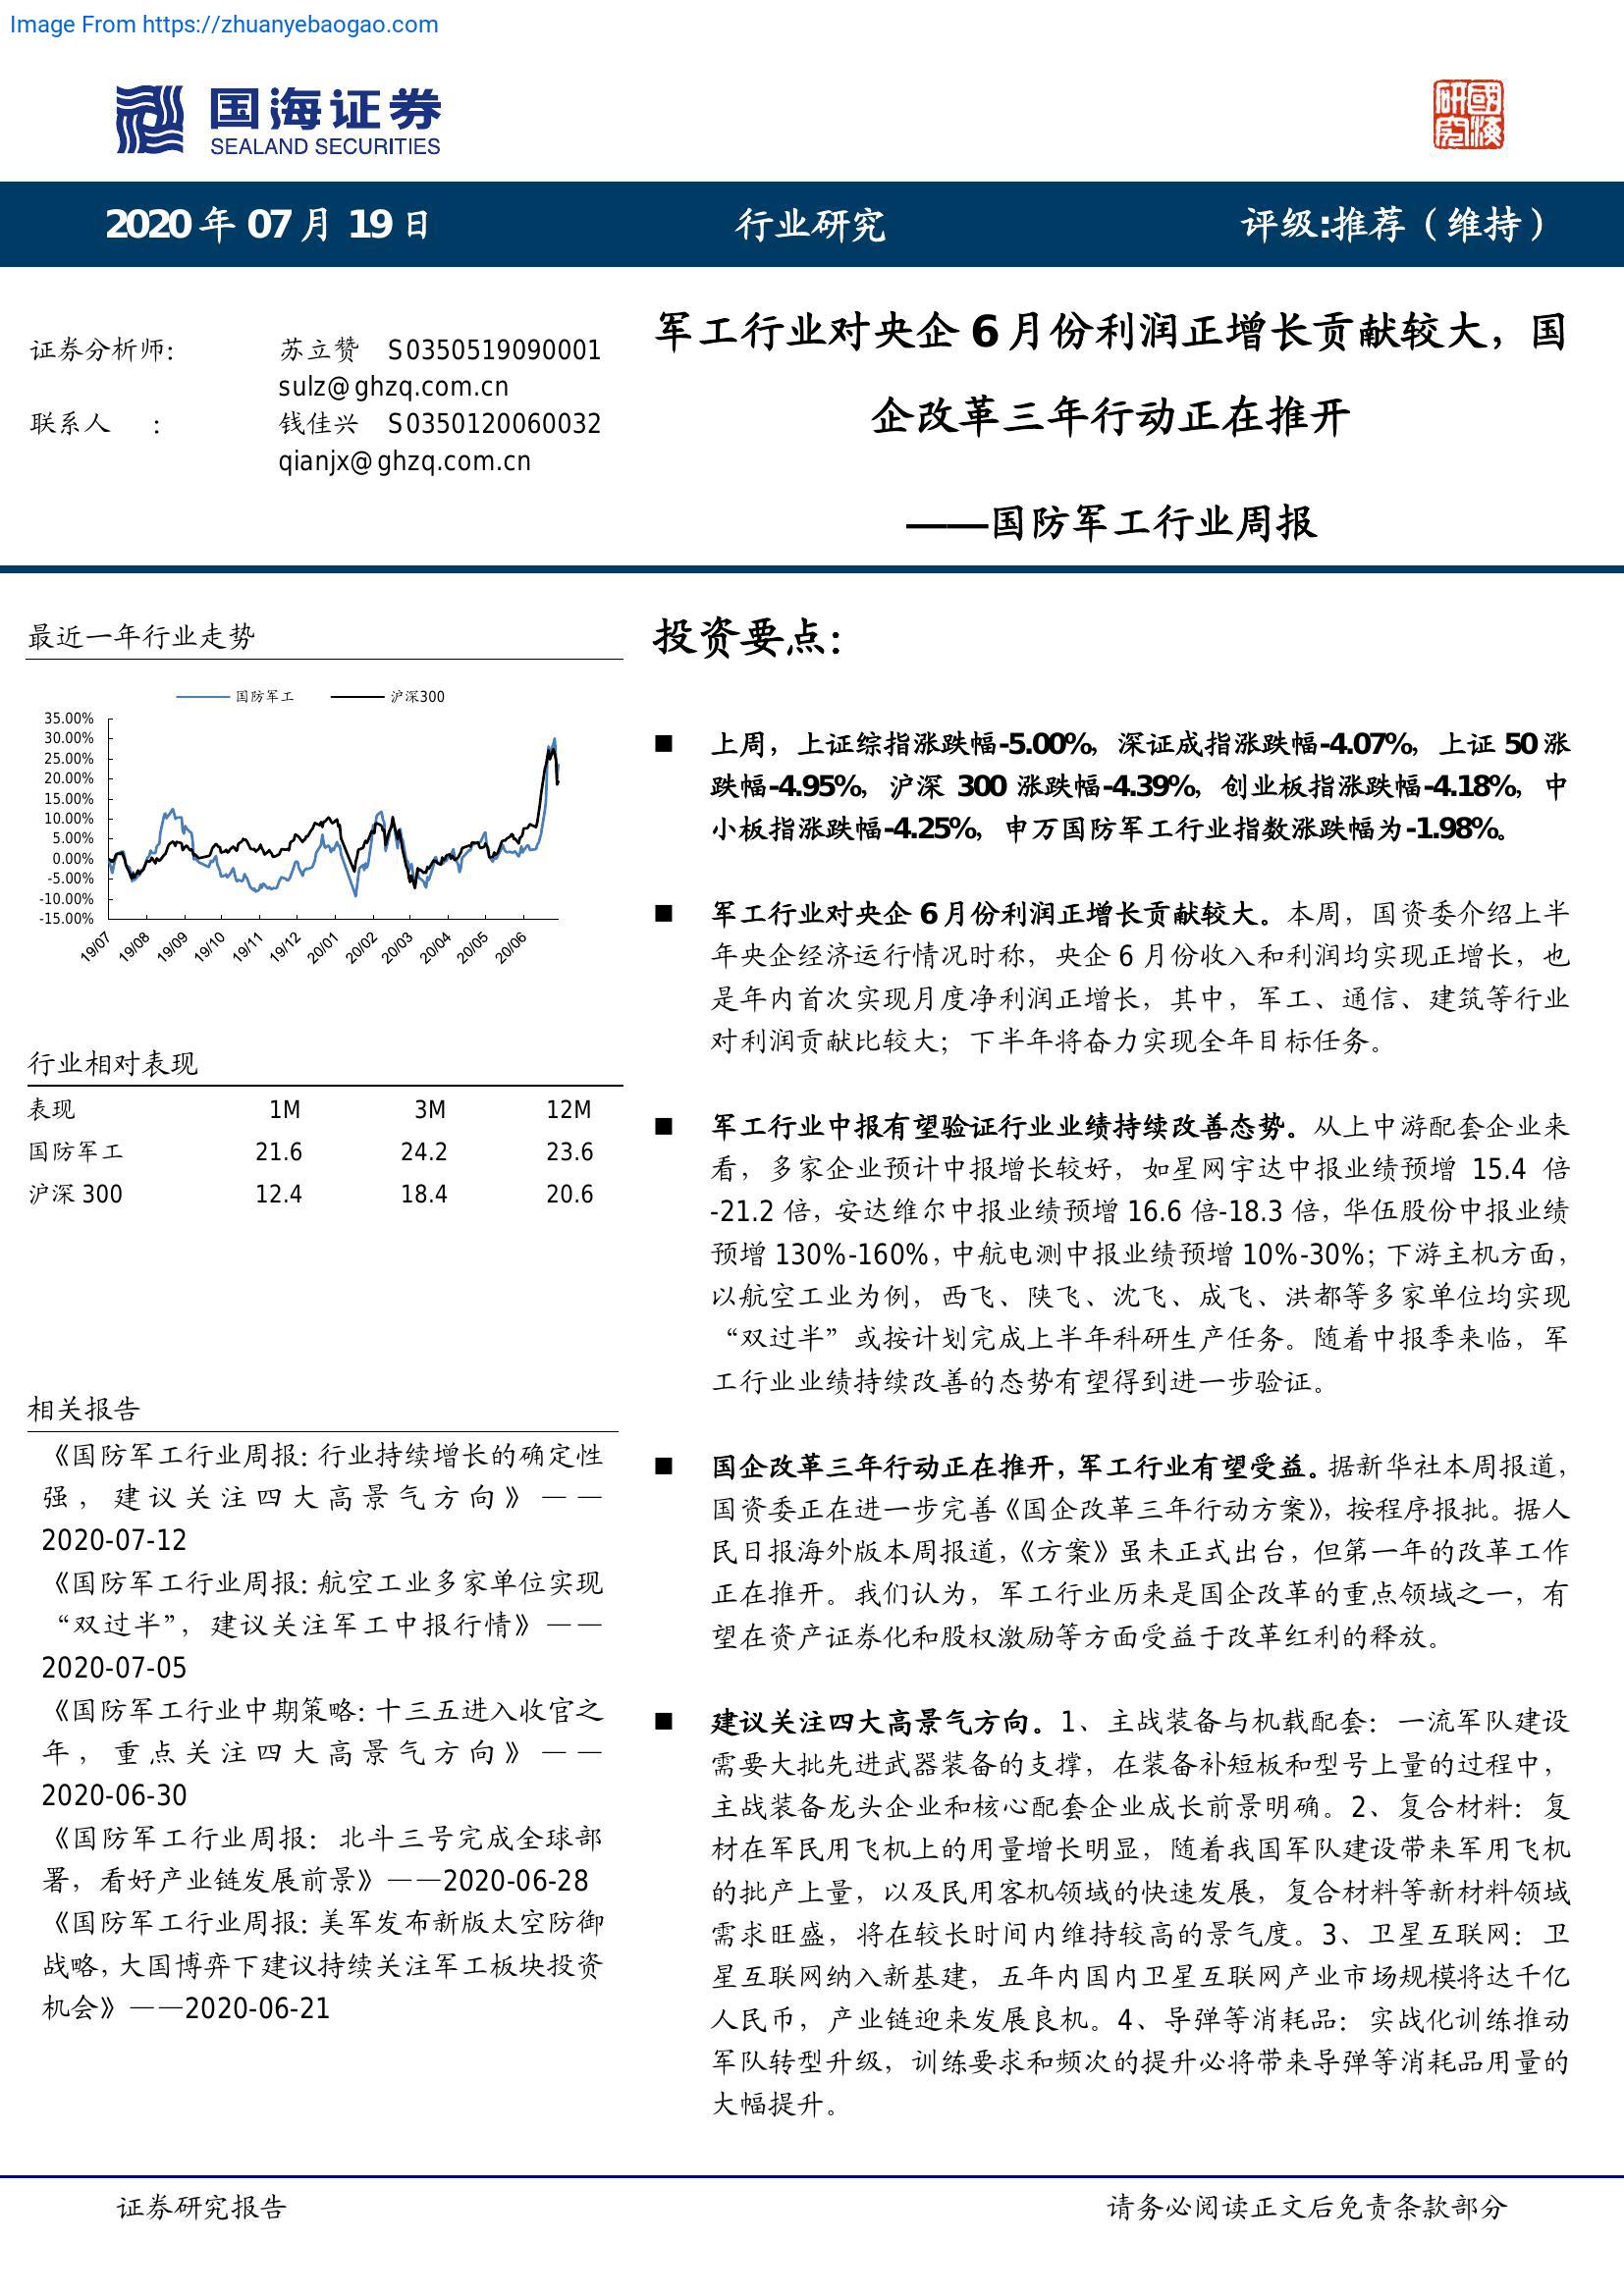 Image From https://zhuanyebaogao.com
国海证券
SEALAND SECURITIES
研究 國海
2020 年 07 月 19 日
行业研究
评级:推荐（维持）
证券分析师：
苏立赞 S0350519090001
sulz@ghzq.com.cn
联系人 ：
钱佳兴 S0350120060032
qianjx@ghzq.com.cn
军工行业对央企 6 月份利润正增长贡献较大，国
企改革三年行动正在推开
——国防军工行业周报
最近一年行业走势
国防军工 沪深300
35.00%
30.00%
25.00%
20.00%
15.00%
10.00%
5.00%
0.00%
-5.00%
-10.00%
-15.00%
19/07 19/08 19/09 19/10 19/11 19/12 20/01 20/02 20/03 20/04 20/05 20/06
行业相对表现
表现 1M 3M 12M
国防军工 21.6 24.2 23.6
沪深 300 12.4 18.4 20.6
相关报告
《国防军工行业周报：行业持续增长的确定性
强，建议关注四大高景气方向》——
2020-07-12
《国防军工行业周报：航空工业多家单位实现
“双过半”，建议关注军工中报行情》——
2020-07-05
《国防军工行业中期策略：十三五进入收官之
年，重点关注四大高景气方向》——
2020-06-30
《国防军工行业周报：北斗三号完成全球部
署，看好产业链发展前景》——2020-06-28
《国防军工行业周报：美军发布新版太空防御
战略，大国博弈下建议持续关注军工板块投资
机会》——2020-06-21
投资要点：
■ 上周，上证综指涨跌幅-5.00%，深证成指涨跌幅-4.07%，上证 50 涨
跌幅-4.95%，沪深 300 涨跌幅-4.39%，创业板指涨跌幅-4.18%，中
小板指涨跌幅-4.25%，申万国防军工行业指数涨跌幅为-1.98%。
■ 军工行业对央企 6 月份利润正增长贡献较大。本周，国资委介绍上半
年央企经济运行情况时称，央企 6 月份收入和利润均实现正增长，也
是年内首次实现月度净利润正增长，其中，军工、通信、建筑等行业
对利润贡献比较大；下半年将奋力实现全年目标任务。
■ 军工行业中报有望验证行业业绩持续改善态势。从上中游配套企业来
看，多家企业预计中报增长较好，如星网宇达中报业绩预增 15.4 倍
-21.2 倍，安达维尔中报业绩预增 16.6 倍-18.3 倍，华伍股份中报业绩
预增 130%-160%，中航电测中报业绩预增 10%-30%；下游主机方面，
以航空工业为例，西飞、陕飞、沈飞、成飞、洪都等多家单位均实现
“双过半”或按计划完成上半年科研生产任务。随着中报季来临，军
工行业业绩持续改善的态势有望得到进一步验证。
■ 国企改革三年行动正在推开，军工行业有望受益。据新华社本周报道，
国资委正在进一步完善《国企改革三年行动方案》，按程序报批。据人
民日报海外版本周报道，《方案》虽未正式出台，但第一年的改革工作
正在推开。我们认为，军工行业历来是国企改革的重点领域之一，有
望在资产证券化和股权激励等方面受益于改革红利的释放。
■ 建议关注四大高景气方向。1、主战装备与机载配套：一流军队建设
需要大批先进武器装备的支撑，在装备补短板和型号上量的过程中，
主战装备龙头企业和核心配套企业成长前景明确。2、复合材料：复
材在军民用飞机上的用量增长明显，随着我国军队建设带来军用飞机
的批产上量，以及民用客机领域的快速发展，复合材料等新材料领域
需求旺盛，将在较长时间内维持较高的景气度。3、卫星互联网：卫
星互联网纳入新基建，五年内国内卫星互联网产业市场规模将达千亿
人民币，产业链迎来发展良机。4、导弹等消耗品：实战化训练推动
军队转型升级，训练要求和频次的提升必将带来导弹等消耗品用量的
大幅提升。
证券研究报告
请务必阅读正文后免责条款部分